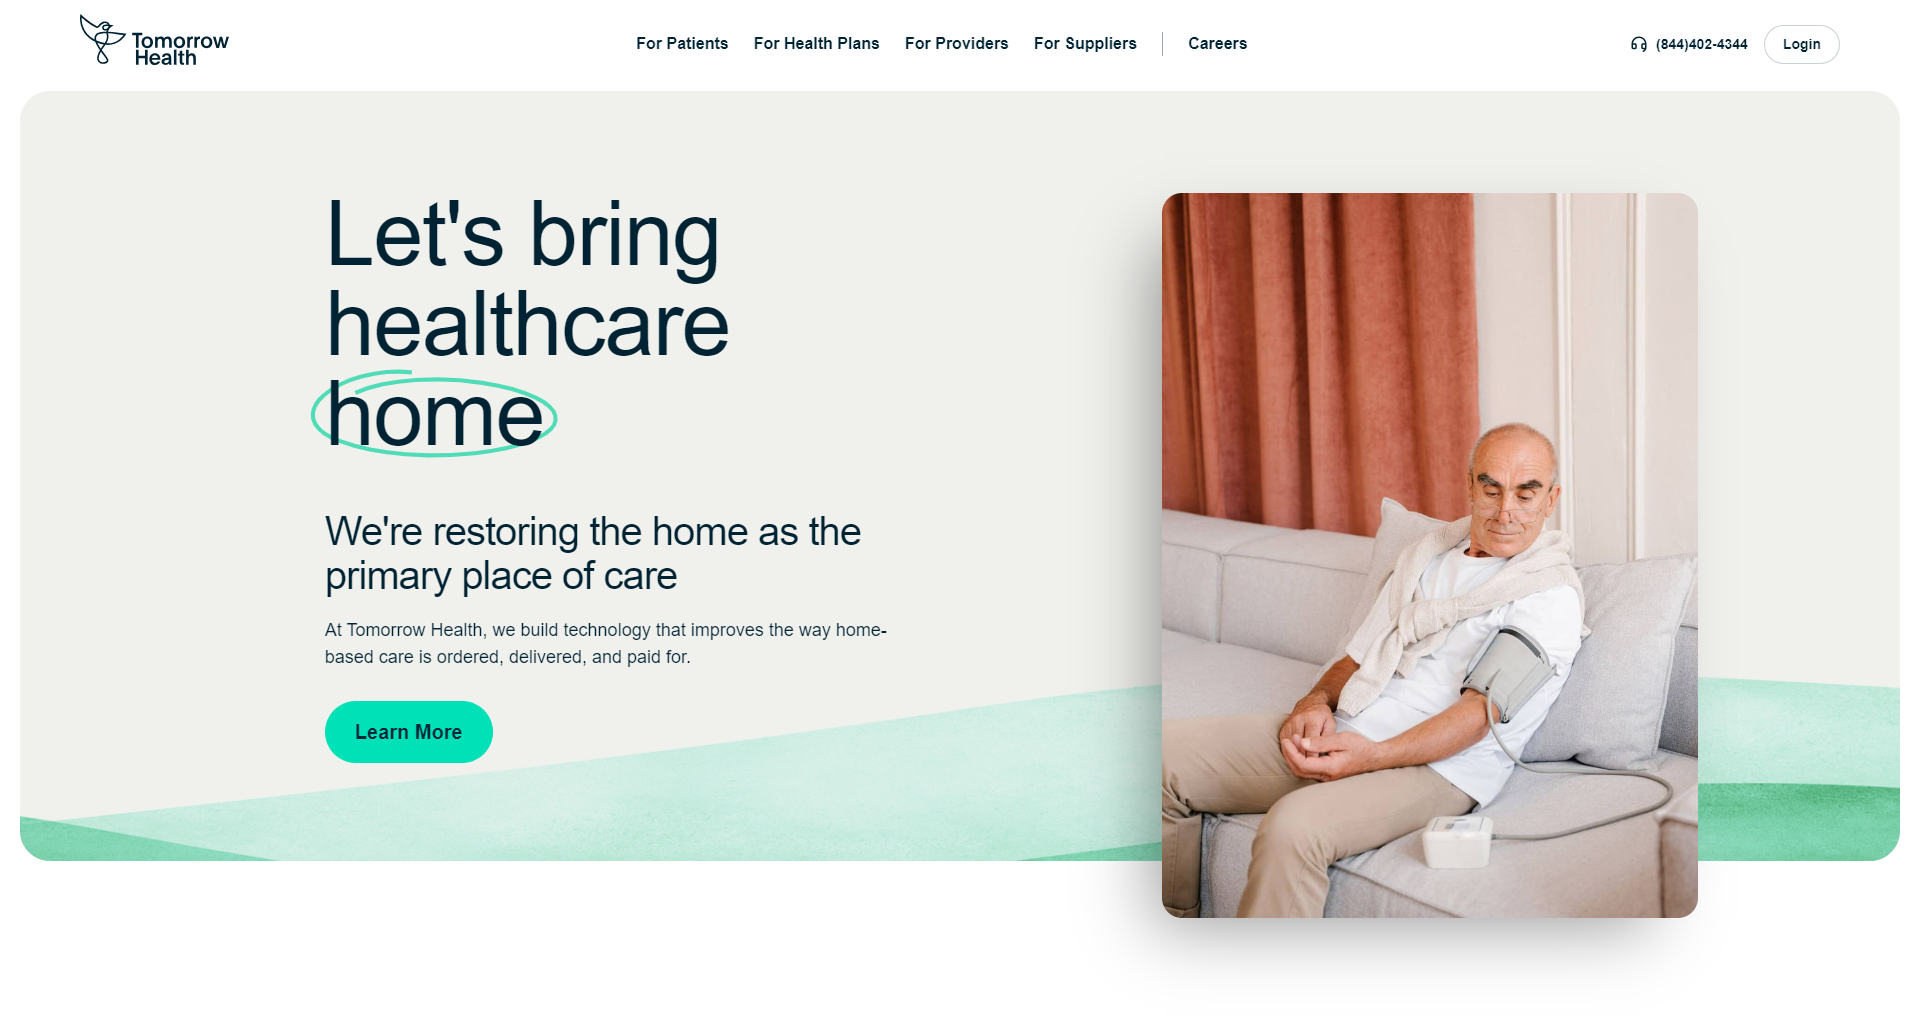 Tomorrow
Health
For Patients
For Health Plans
For Providers
For Suppliers
Careers
(844)402-4344
Login
Let's bring
healthcare
home
We're restoring the home as the
primary place of care
At Tomorrow Health, we build technology that improves the way home-
based care is ordered, delivered, and paid for.
Learn More